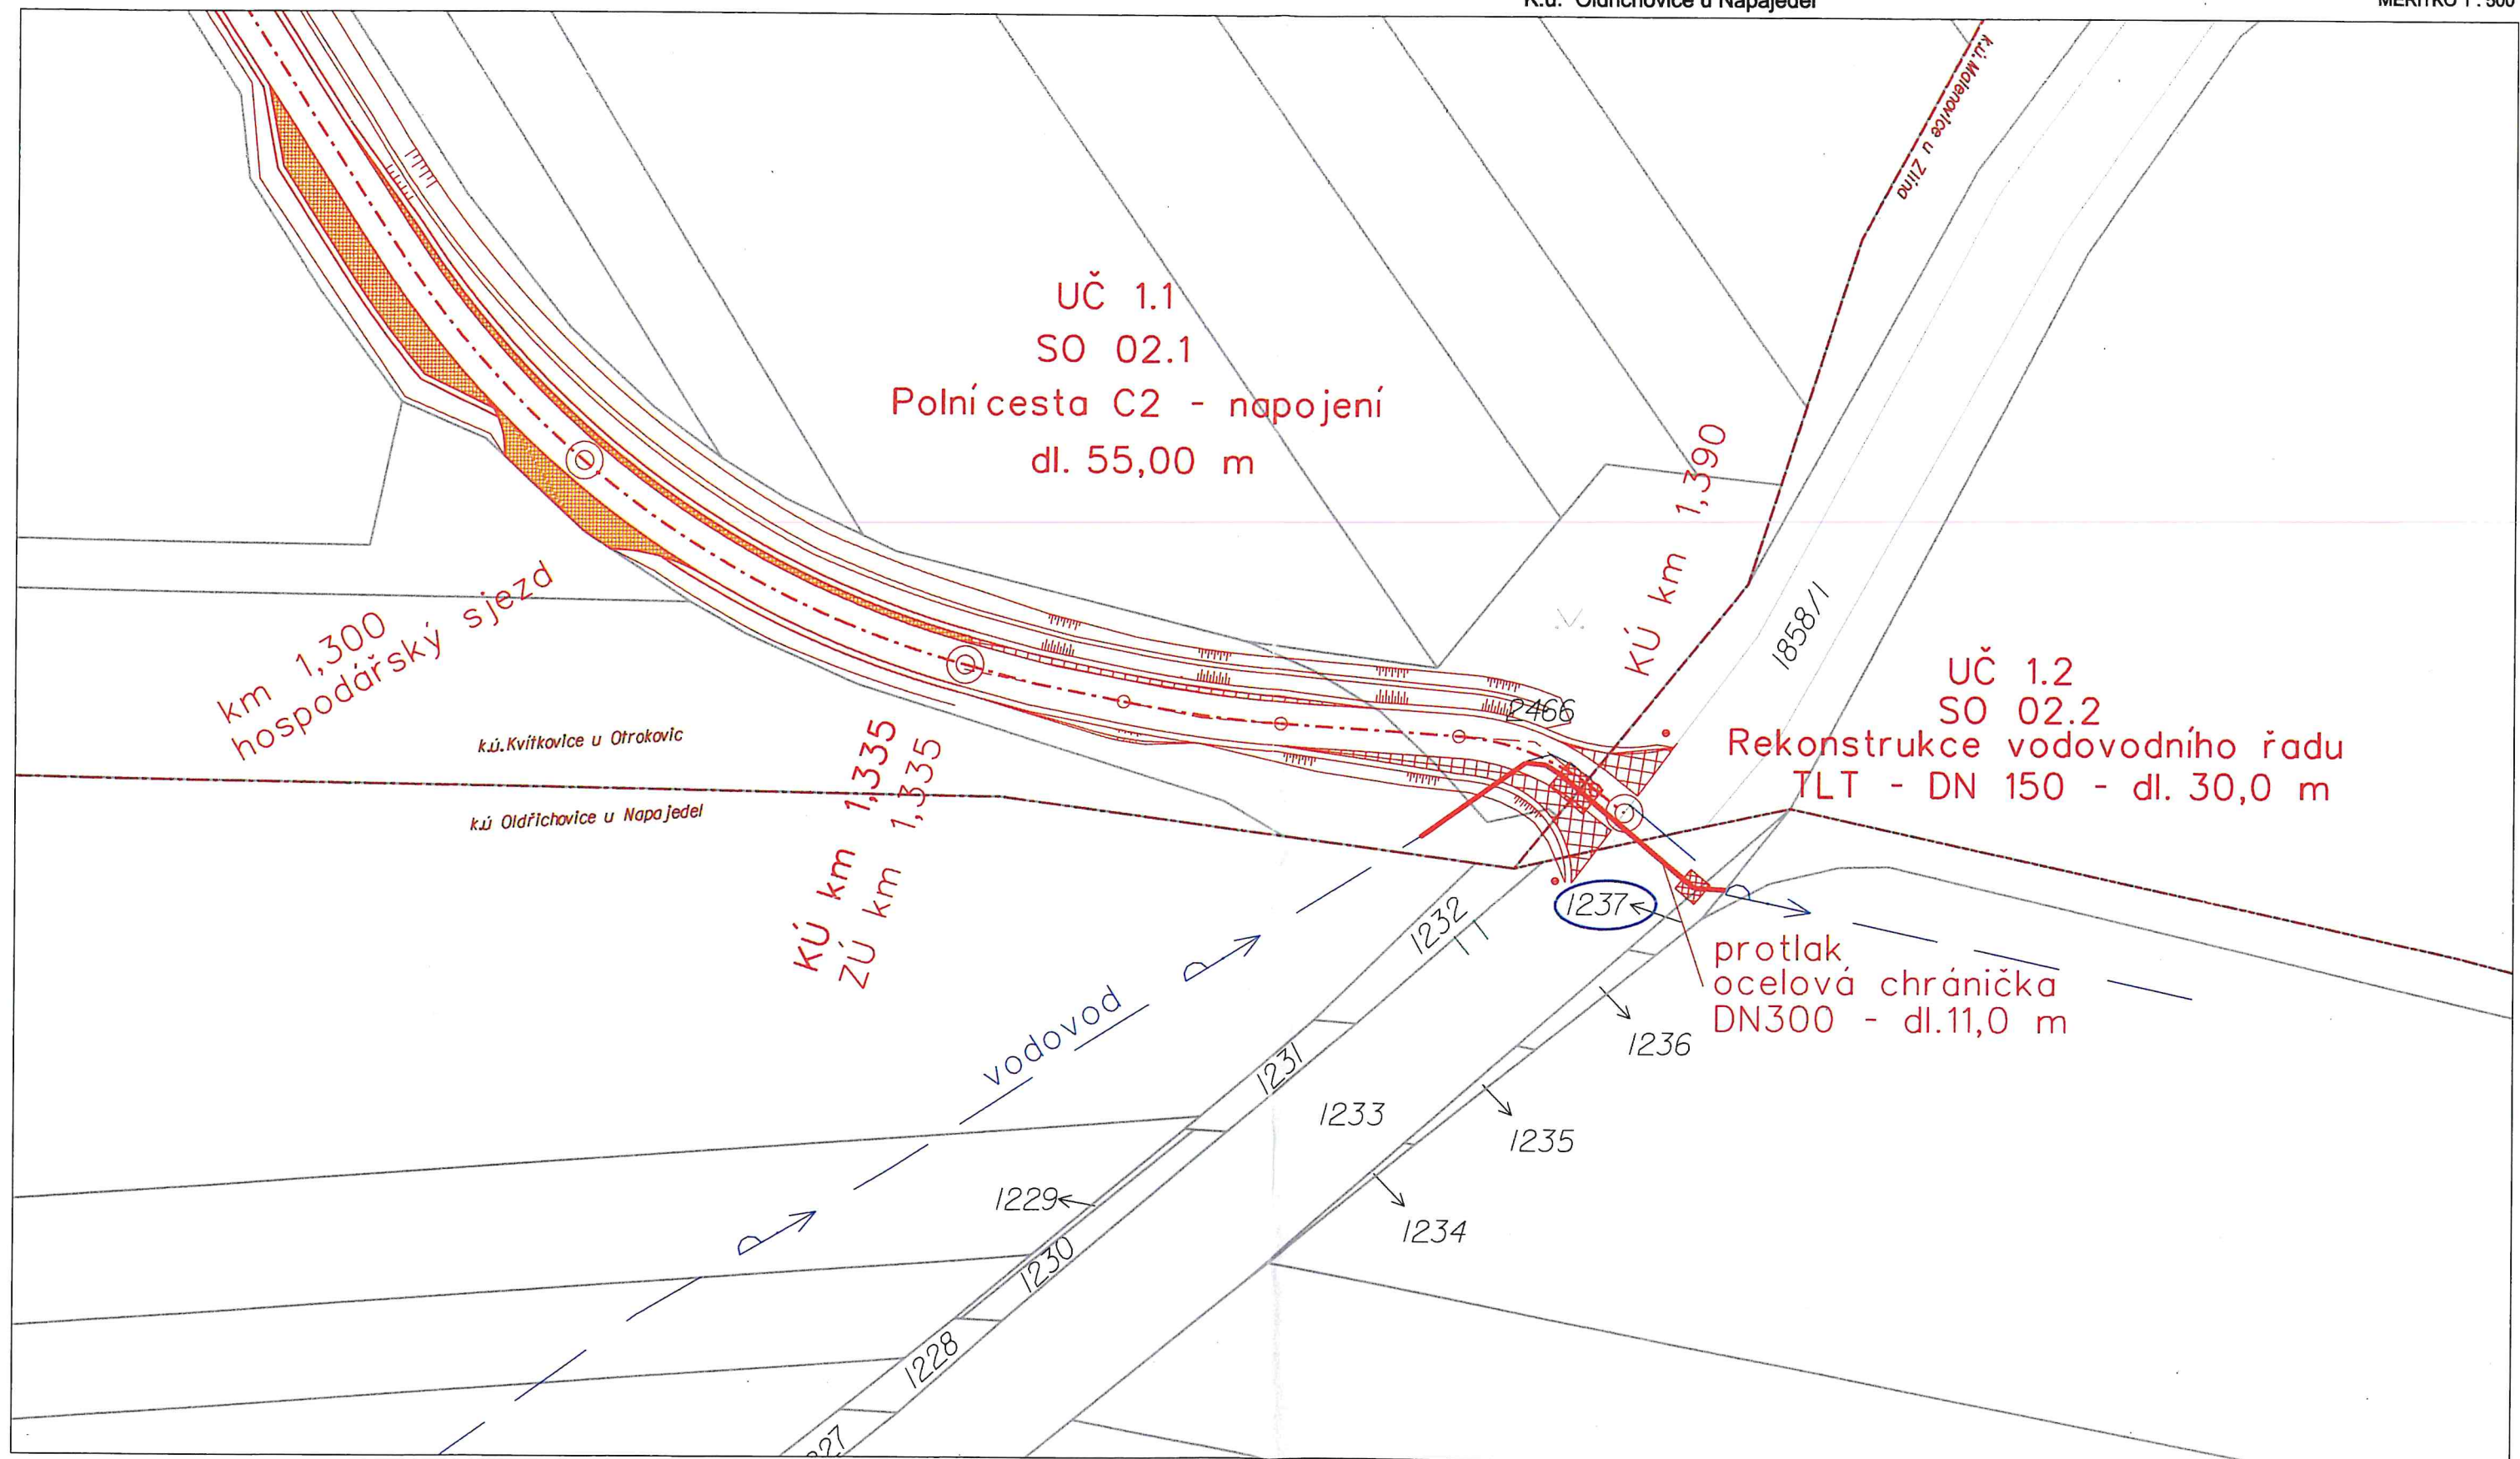 K.ú. Oldřichovice u Napajedel
MĚŘÍTKO 1 : 500
k.ú. Malenovice u Zlína
UČ 1.1
SO 02.1
Polní cesta C2 - napojení
dl. 55,00 m
KÚ km 1,390
1858/1
km 1,300
hospodářský sjezd
k.ú.Kvítkovice u Otrokovic
k.ú Oldřichovice u Napajedel
KÚ km 1,335
ZÚ km 1,335
2466
UČ 1.2
SO 02.2
Rekonstrukce vodovodního řadu
TLT - DN 150 - dl. 30,0 m
1237
1232
protlak
ocelová chránička
DN300 - dl.11,0 m
vodovod
1236
1231
1233
1235
1229
1234
1230
1228